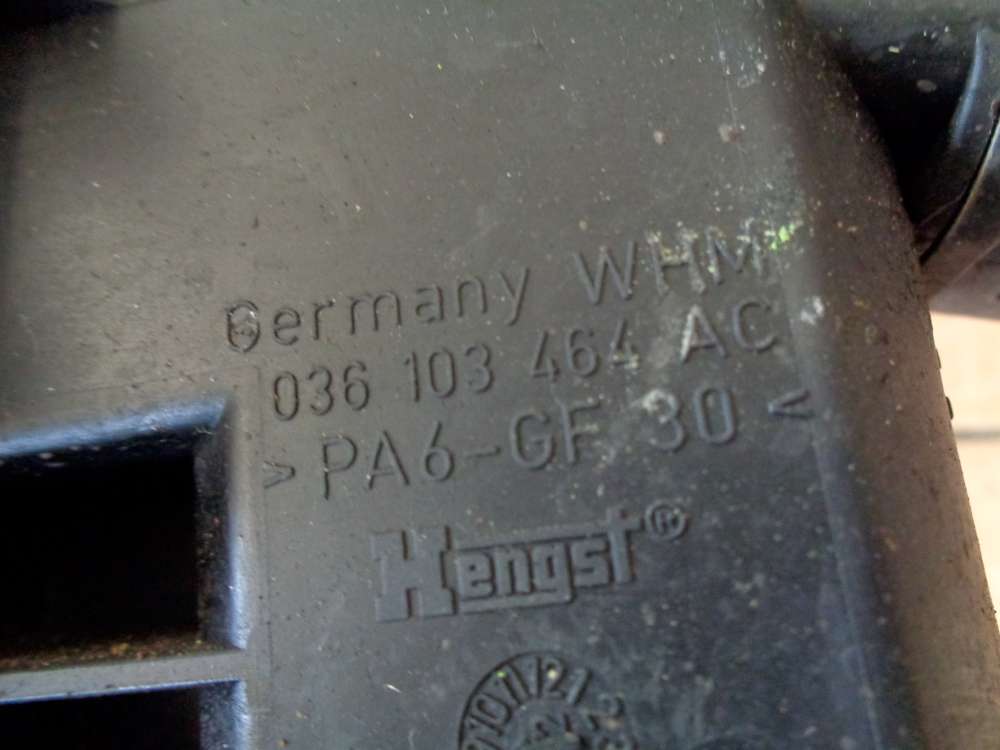 Germany WHM
036 103 464 AC
>PA6-GF 30<
Hengst®